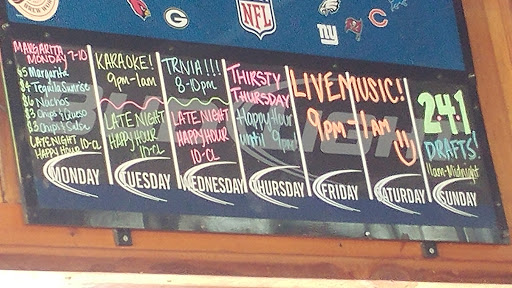 NFL
MARGARITA
MONDAY 7-10
$5 Margarita
$4 Tequila Sunrise
$6 Nachos
$3 Chips & Queso
$3 Chips & Salsa
LATE NIGHT
HAPPY HOUR 10-CL
MONDAY
KARAOKE!
9pm-1am
LATE NIGHT
HAPPY HOUR
10-CL
TUESDAY
TRIVIA!!!
8-10pm
LATE NIGHT
HAPPY HOUR
10-CL
WEDNESDAY
THIRSTY
THURSDAY
Happy Hour
until 9pm!
THURSDAY
LIVE MUSIC!
9pm-1am
FRIDAY
SATURDAY
2-4-1
DRAFTS!
11am-Midnight
SUNDAY